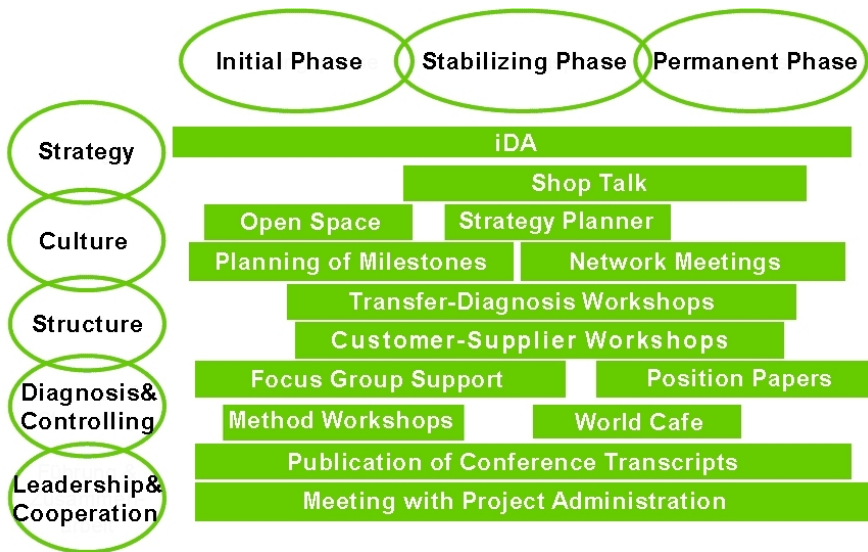 Initial Phase Stabilizing Phase Permanent Phase
Strategy
iDA
Shop Talk
Culture
Open Space Strategy Planner
Planning of Milestones Network Meetings
Structure
Transfer-Diagnosis Workshops
Customer-Supplier Workshops
Diagnosis&
Controlling
Focus Group Support Position Papers
Method Workshops World Cafe
Leadership&
Cooperation
Publication of Conference Transcripts
Meeting with Project Administration